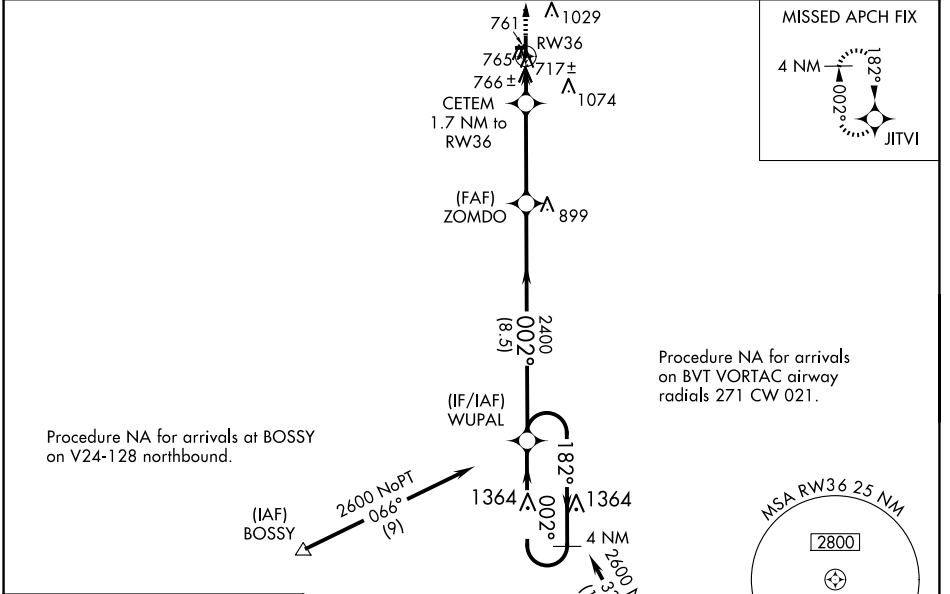 761
1029
RW36
765
717±
766±
1074
CETEM
1.7 NM to
RW36
MISSED APCH FIX
4 NM
182°
002°
JITVI
(FAF)
ZOMDO
899
2400
002°
(8.5)
Procedure NA for arrivals
on BVT VORTAC airway
radials 271 CW 021.
(IF/IAF)
WUPAL
Procedure NA for arrivals at BOSSY
on V24-128 northbound.
182°
1364
002°
1364
2600 NoPT
066°
(9)
(IAF)
BOSSY
4 NM
2600
MSA RW36 25 NM
2800